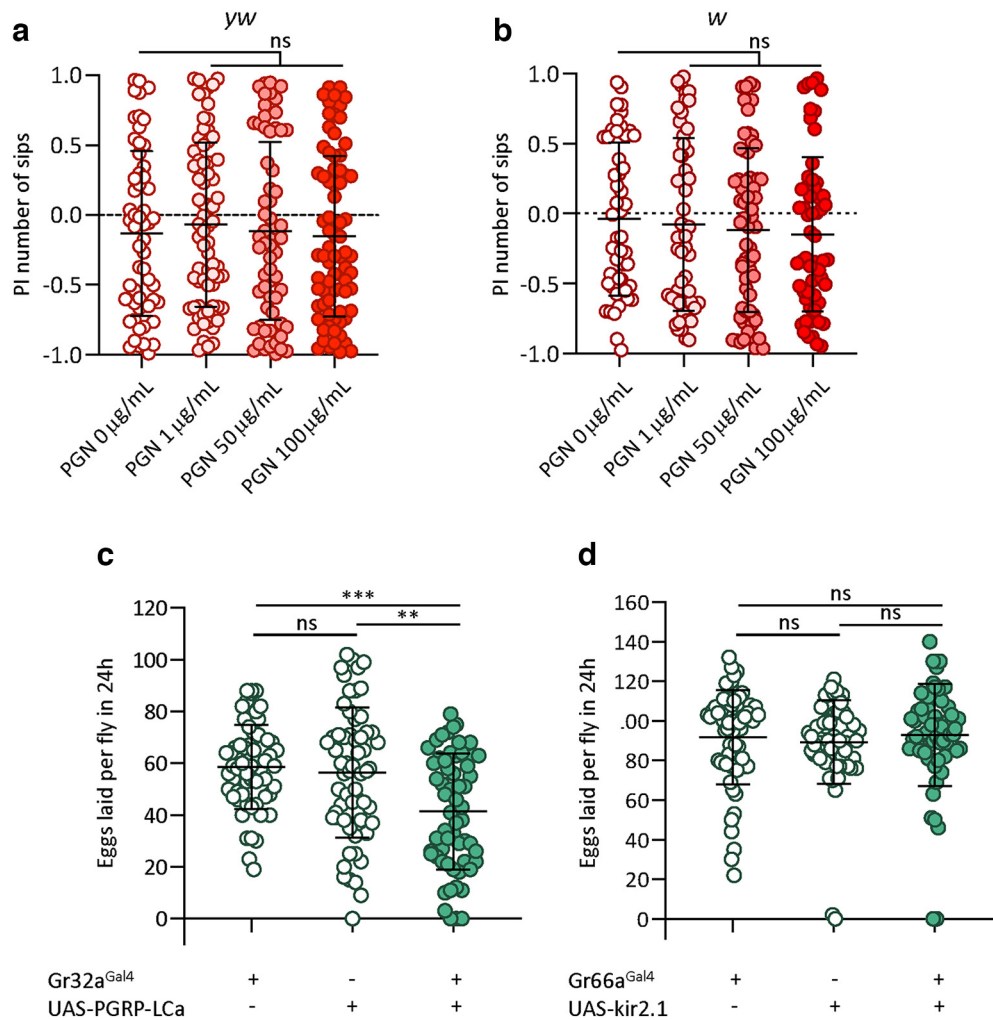 a
yw
ns
PI number of sips
1.0
0.5
0.0
-0.5
-1.0
PGN 0 µg/mL
PGN 1 µg/mL
PGN 50 µg/mL
PGN 100 µg/mL
b
w
ns
PI number of sips
1.0
0.5
0.0
-0.5
-1.0
PGN 0 µg/mL
PGN 1 µg/mL
PGN 50 µg/mL
PGN 100 µg/mL
c
***
ns
**
Eggs laid per fly in 24h
120
100
80
60
40
20
0
Gr32aGal4 + - +
UAS-PGRP-LCa - + +
d
ns
ns
ns
Eggs laid per fly in 24h
160
140
120
.00
80
60
40
20
0
Gr66aGal4 + - +
UAS-kir2.1 - + +